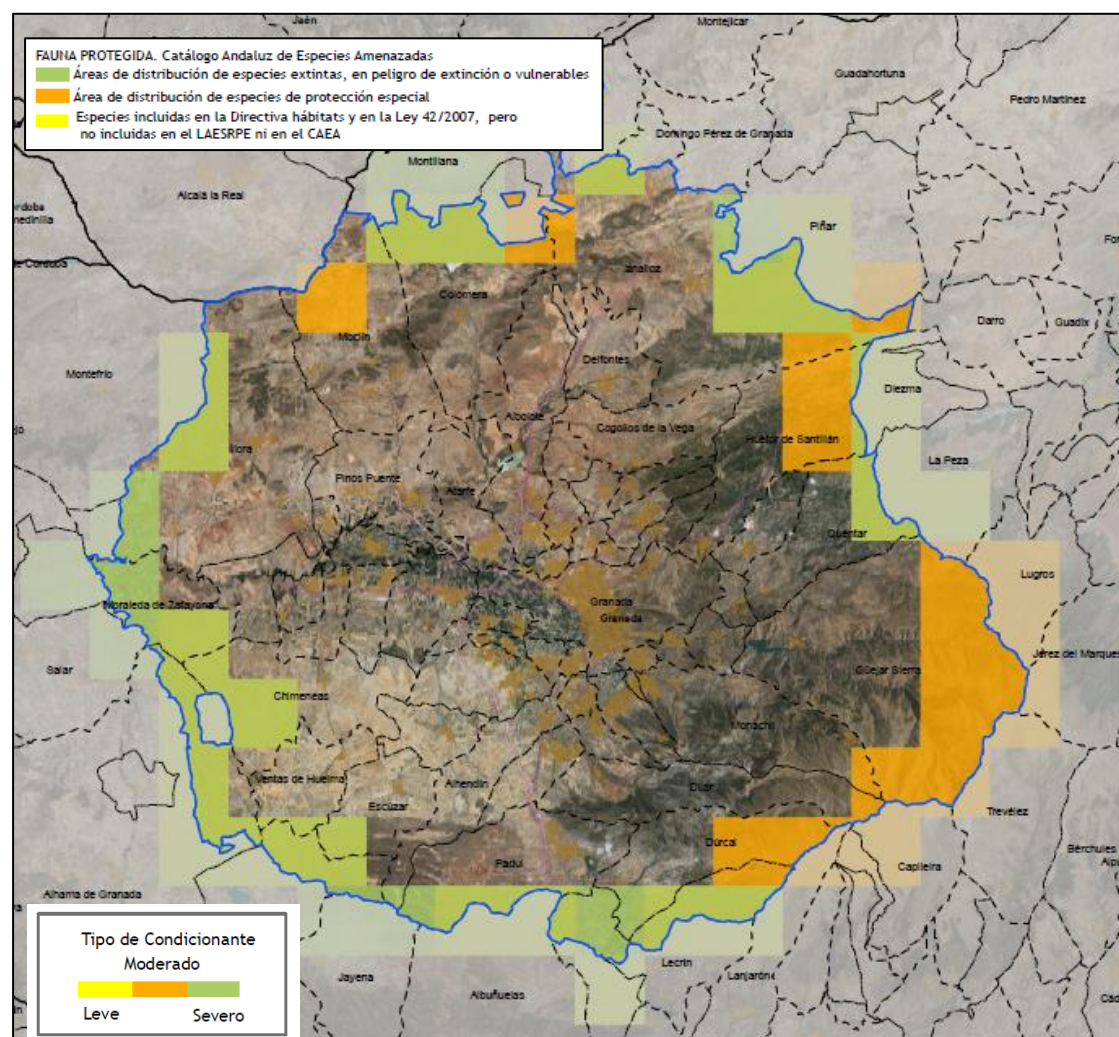 Jaén
Montejícar
FAUNA PROTEGIDA. Catálogo Andaluz de Especies Amenazadas
Áreas de distribución de especies extintas, en peligro de extinción o vulnerables
Área de distribución de especies de protección especial
Especies incluidas en la Directiva hábitats y en la Ley 42/2007, pero
no incluidas en el LAESRPE ni en el CAEA
Guadahortuna
Pedro Martínez
Domingo Pérez de Granada
Montillana
Alcalá la Real
Piñar
Iznalloz
Colomera
Darro
Guadix
Moclín
Deifontes
Montefrío
Diezma
Albolote
Cogollos de la Vega
Huétor de Santillán
Illora
La Peza
Pinos Puente
Atarfe
Quéntar
Lugros
Granada
Moraleda de Zafayona
Granada
Jérez del Marques
Salar
Güejar Sierra
Chimeneas
Monachil
Ventas de Huelma
Alhendín
Dílar
Escúzar
Trevélez
Dúrcal
Bérchules
Padul
Capileira
Alhama de Granada
Lecrín
Lanjarón
Jayena
Albuñuelas
Tipo de Condicionante
Moderado
Leve Severo